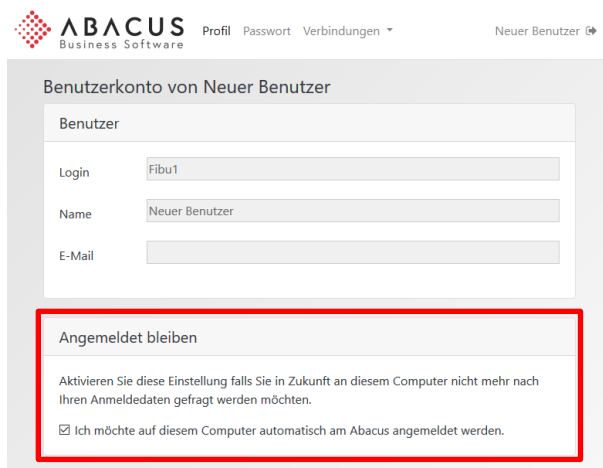 ABACUS
Business Software
Profil Passwort Verbindungen Neuer Benutzer
Benutzerkonto von Neuer Benutzer
Benutzer
Login Fibu1
Name Neuer Benutzer
E-Mail
Angemeldet bleiben
Aktivieren Sie diese Einstellung falls Sie in Zukunft an diesem Computer nicht mehr nach
Ihren Anmeldedaten gefragt werden möchten.
Ich möchte auf diesem Computer automatisch am Abacus angemeldet werden.